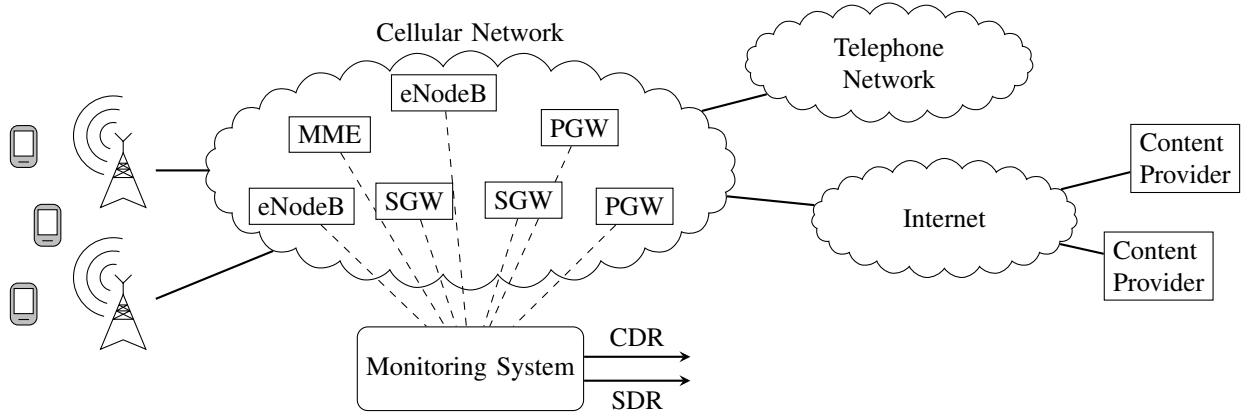 Cellular Network
Telephone
Network
eNodeB
MME
PGW
Content
Provider
eNodeB
SGW
SGW
PGW
Internet
Content
Provider
CDR
Monitoring System
SDR